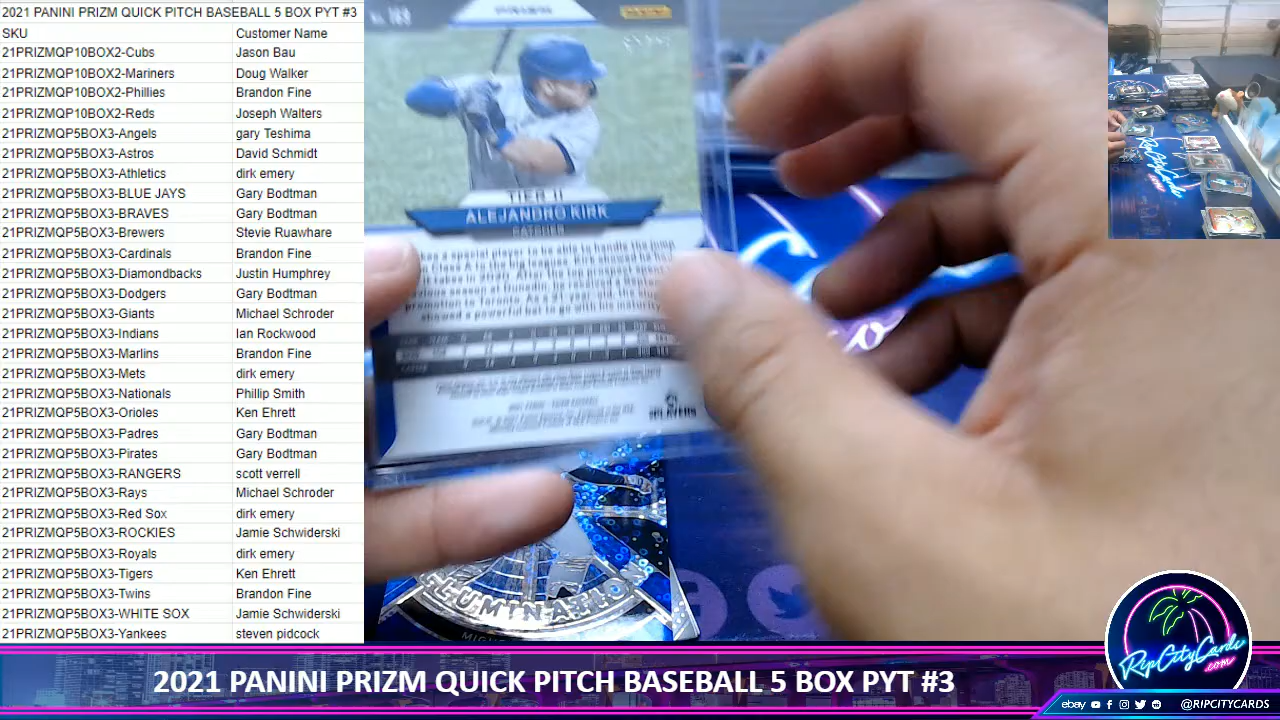 2021 PANINI PRIZM QUICK PITCH BASEBALL 5 BOX PYT #3
SKU Customer Name
21PRIZMQP10BOX2-Cubs Jason Bau
21PRIZMQP10BOX2-Mariners Doug Walker
21PRIZMQP10BOX2-Phillies Brandon Fine
21PRIZMQP10BOX2-Reds Joseph Walters
21PRIZMQP5BOX3-Angels gary Teshima
21PRIZMQP5BOX3-Astros David Schmidt
21PRIZMQP5BOX3-Athletics dirk emery
21PRIZMQP5BOX3-BLUE JAYS Gary Bodtman
21PRIZMQP5BOX3-BRAVES Gary Bodtman
21PRIZMQP5BOX3-Brewers Stevie Ruawhare
21PRIZMQP5BOX3-Cardinals Brandon Fine
21PRIZMQP5BOX3-Diamondbacks Justin Humphrey
21PRIZMQP5BOX3-Dodgers Gary Bodtman
21PRIZMQP5BOX3-Giants Michael Schroder
21PRIZMQP5BOX3-Indians Ian Rockwood
21PRIZMQP5BOX3-Marlins Brandon Fine
21PRIZMQP5BOX3-Mets dirk emery
21PRIZMQP5BOX3-Nationals Phillip Smith
21PRIZMQP5BOX3-Orioles Ken Ehrett
21PRIZMQP5BOX3-Padres Gary Bodtman
21PRIZMQP5BOX3-Pirates Gary Bodtman
21PRIZMQP5BOX3-RANGERS scott verrell
21PRIZMQP5BOX3-Rays Michael Schroder
21PRIZMQP5BOX3-Red Sox dirk emery
21PRIZMQP5BOX3-ROCKIES Jamie Schwiderski
21PRIZMQP5BOX3-Royals dirk emery
21PRIZMQP5BOX3-Tigers Ken Ehrett
21PRIZMQP5BOX3-Twins Brandon Fine
21PRIZMQP5BOX3-WHITE SOX Jamie Schwiderski
21PRIZMQP5BOX3-Yankees steven pidcock
TIER II
ALEJANDRO KIRK
CATCHER
PLAYERS
RipCityCards
.com
2021 PANINI PRIZM QUICK PITCH BASEBALL 5 BOX PYT #3
ebay @RIPCITYCARDS